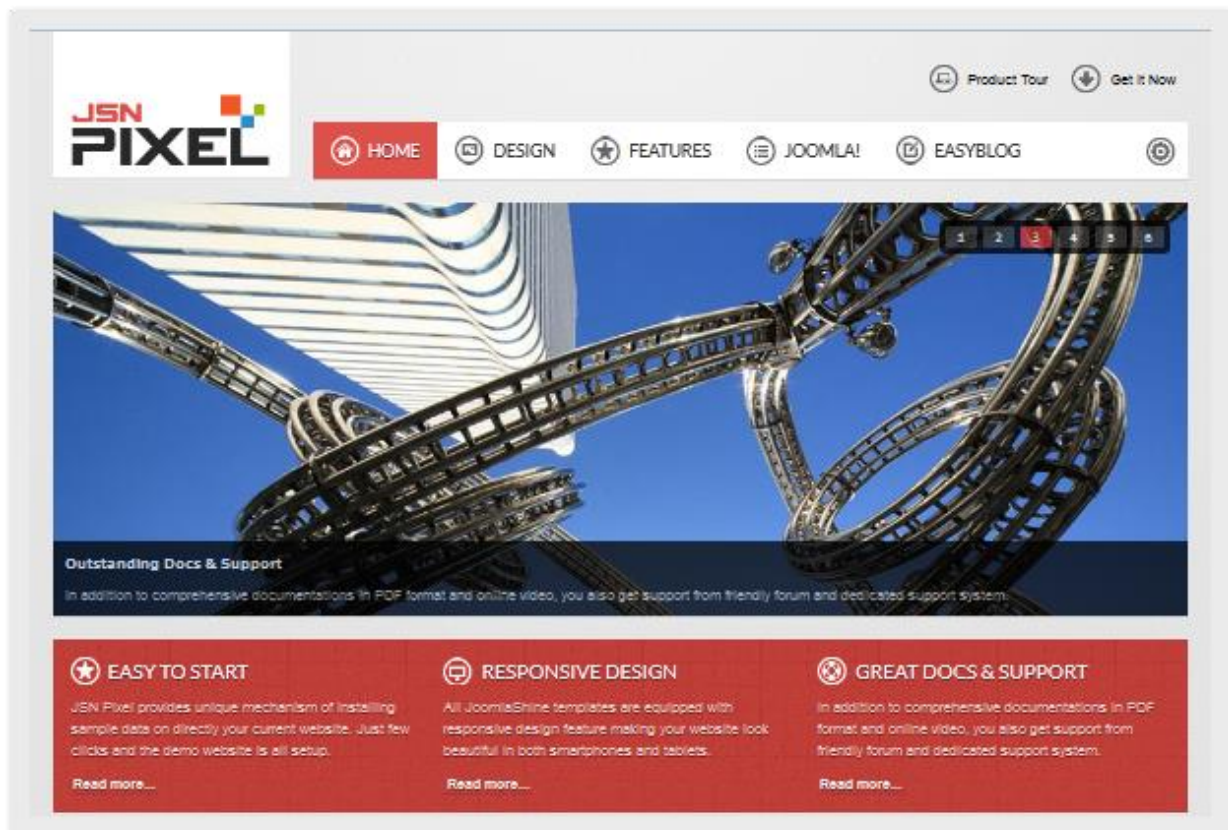 Product Tour Get It Now
JSN
PIXEL
HOME DESIGN FEATURES JOOMLA! EASYBLOG
1 2 3 4 5 6
Outstanding Docs & Support
In addition to comprehensive documentations in PDF format and online video, you also get support from friendly forum and dedicated support system.
EASY TO START
JSN Pixel provides unique mechanism of installing
sample data on directly your current website. Just few
clicks and the demo website is all setup.
Read more...
RESPONSIVE DESIGN
All JoomlaShine templates are equipped with
responsive design feature making your website look
beautiful in both smartphones and tablets.
Read more...
GREAT DOCS & SUPPORT
In addition to comprehensive documentations in PDF
format and online video, you also get support from
friendly forum and dedicated support system.
Read more...